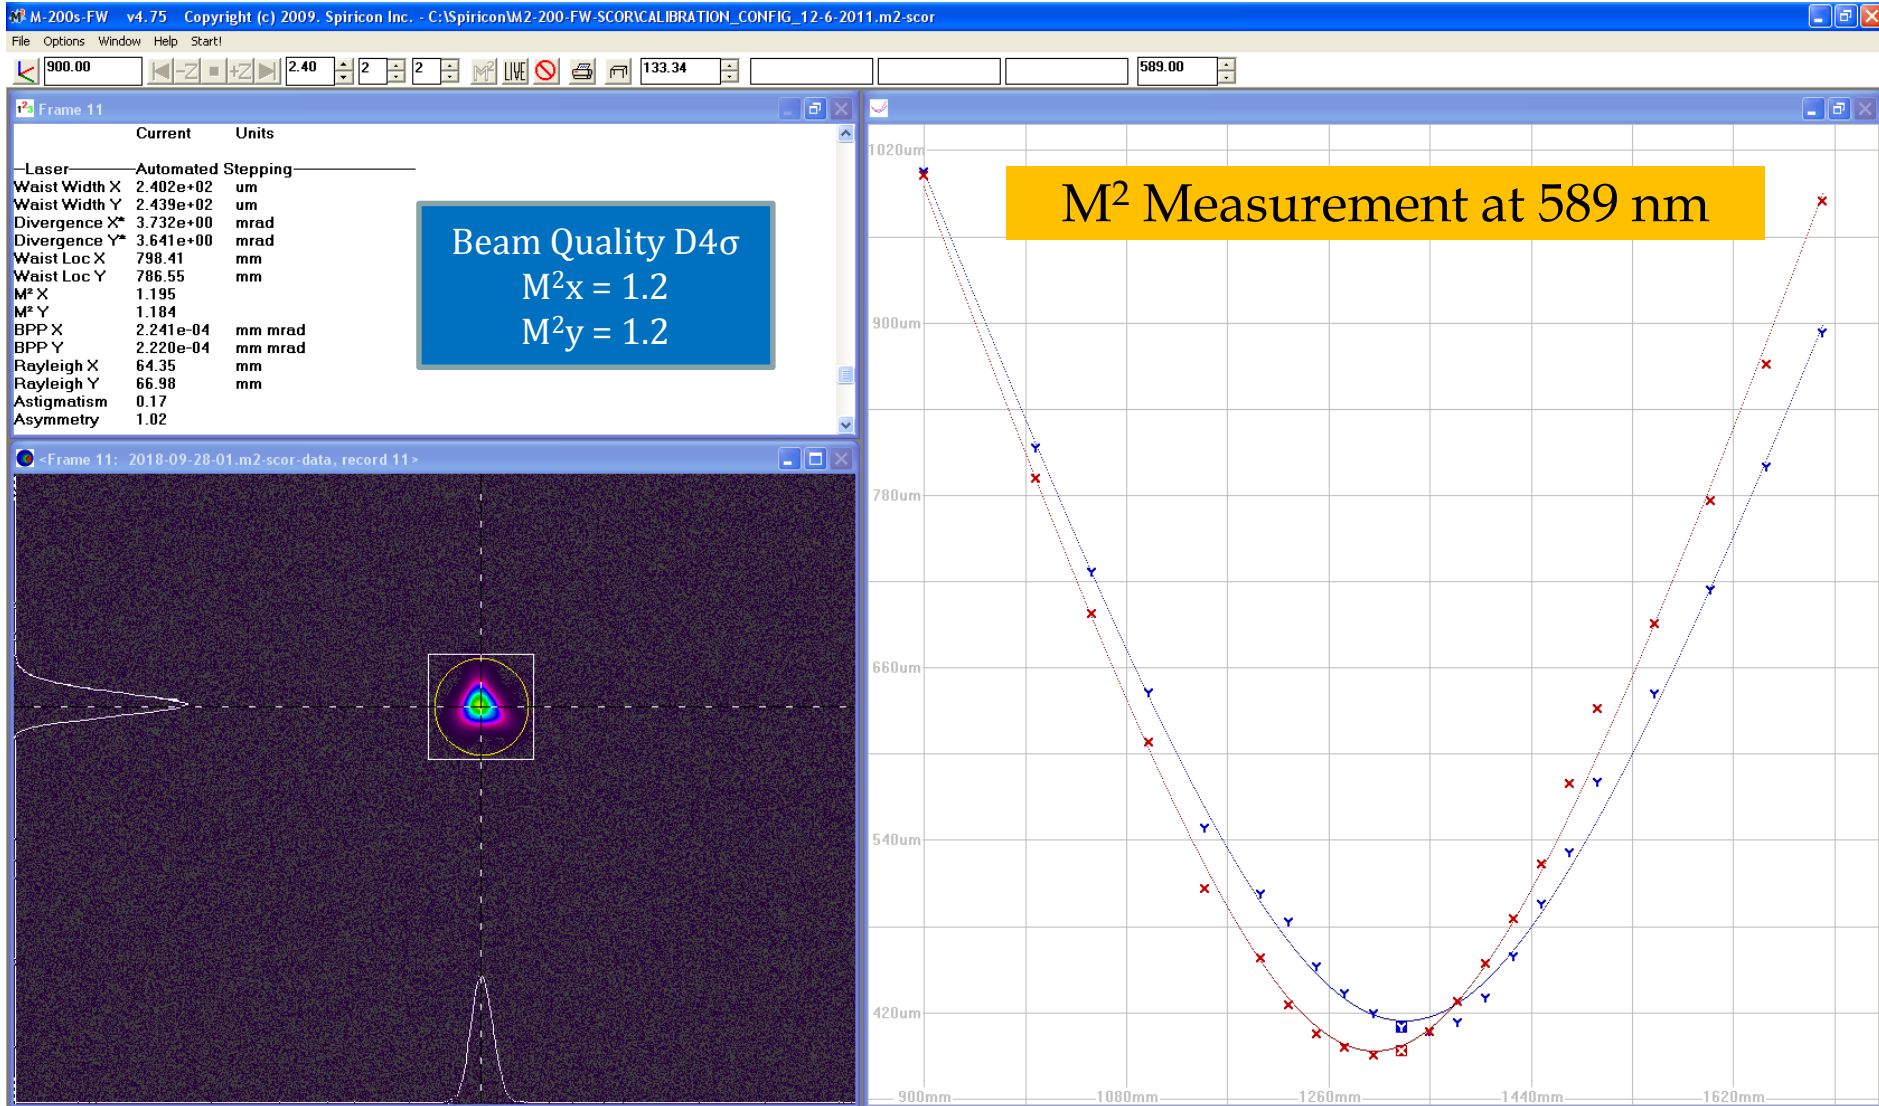 M-200s-FW v4.75 Copyright (c) 2009. Spiricon Inc. - C:\Spiricon\M2-200-FW-SCOR\CALIBRATION_CONFIG_12-6-2011.m2-scor
File Options Window Help Start!
900.00 -Z +Z 2.40 2 2 M² LIVE 133.34 589.00
123 Frame 11
Current Units
Laser Automated Stepping
Waist Width X 2.402e+02 um
Waist Width Y 2.439e+02 um
Divergence X* 3.732e+00 mrad
Divergence Y* 3.641e+00 mrad
Waist Loc X 798.41 mm
Waist Loc Y 786.55 mm
M² X 1.195
M² Y 1.184
BPP X 2.241e-04 mm mrad
BPP Y 2.220e-04 mm mrad
Rayleigh X 64.35 mm
Rayleigh Y 66.98 mm
Astigmatism 0.17
Asymmetry 1.02
Beam Quality D4σ
M²x = 1.2
M²y = 1.2
<Frame 11: 2018-09-28-01.m2-scor-data, record 11>
M² Measurement at 589 nm
1020um
900um
780um
660um
540um
420um
900mm 1080mm 1260mm 1440mm 1620mm